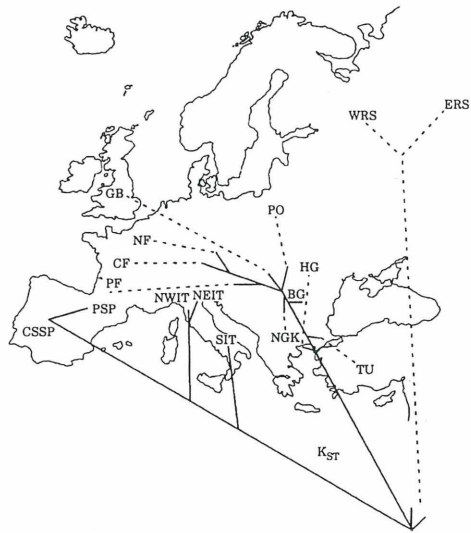 ERS
WRS
GB
PO
NF
HG
CF
PF
NWIT NEIT
BG
PSP
CSSP
SIT
NGK
TU
KST